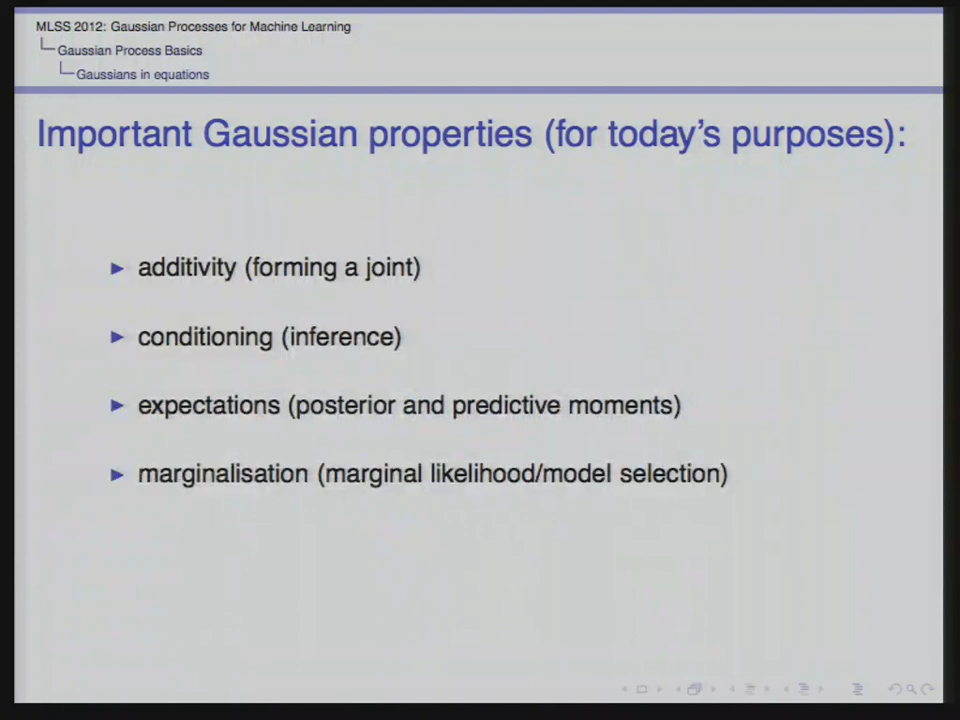 MLSS 2012: Gaussian Processes for Machine Learning
Gaussian Process Basics
Gaussians in equations
Important Gaussian properties (for today's purposes):
additivity (forming a joint)
conditioning (inference)
expectations (posterior and predictive moments)
marginalisation (marginal likelihood/model selection)